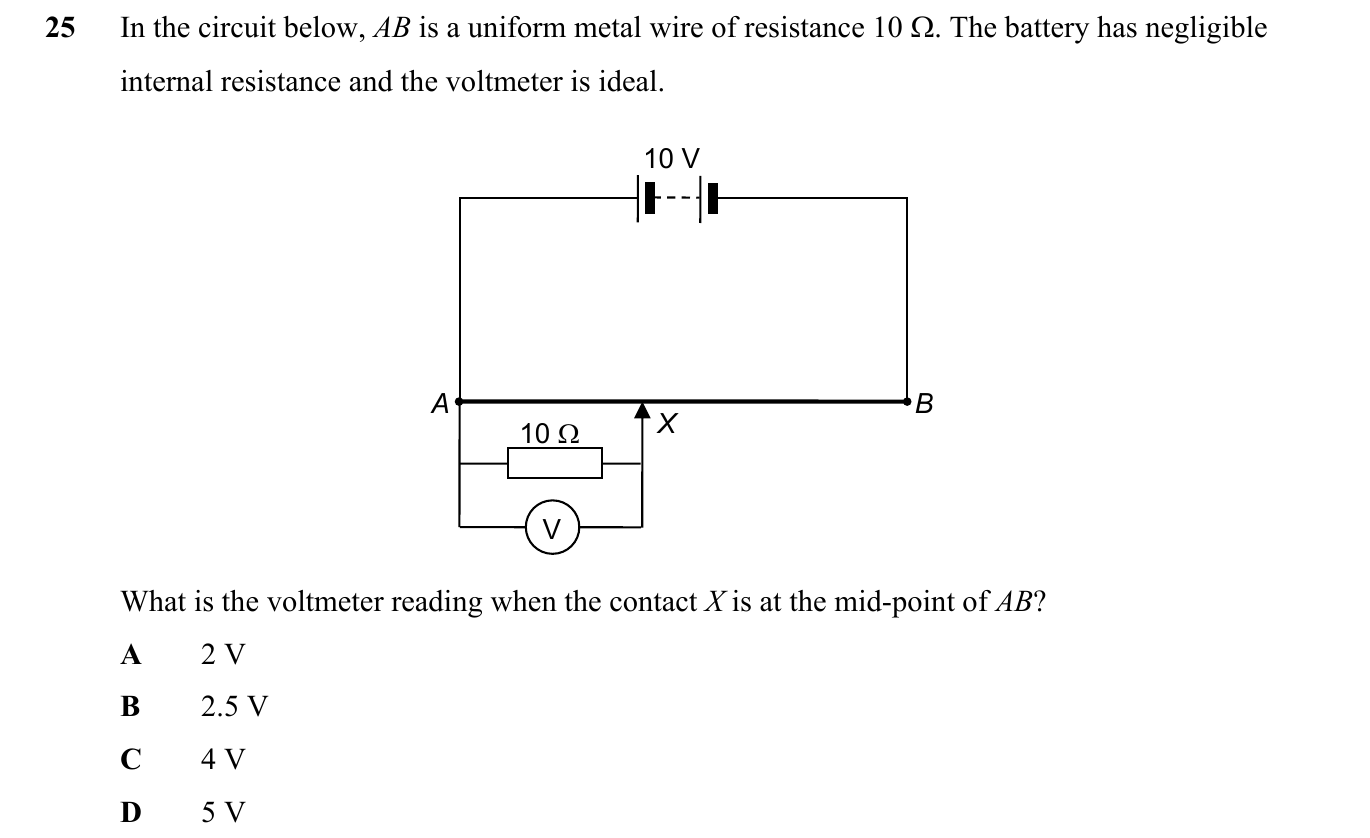 25 In the circuit below, AB is a uniform metal wire of resistance 10 Ω. The battery has negligible
internal resistance and the voltmeter is ideal.
10 V
A
B
X
10 Ω
V
What is the voltmeter reading when the contact X is at the mid-point of AB?
A 2 V
B 2.5 V
C 4 V
D 5 V